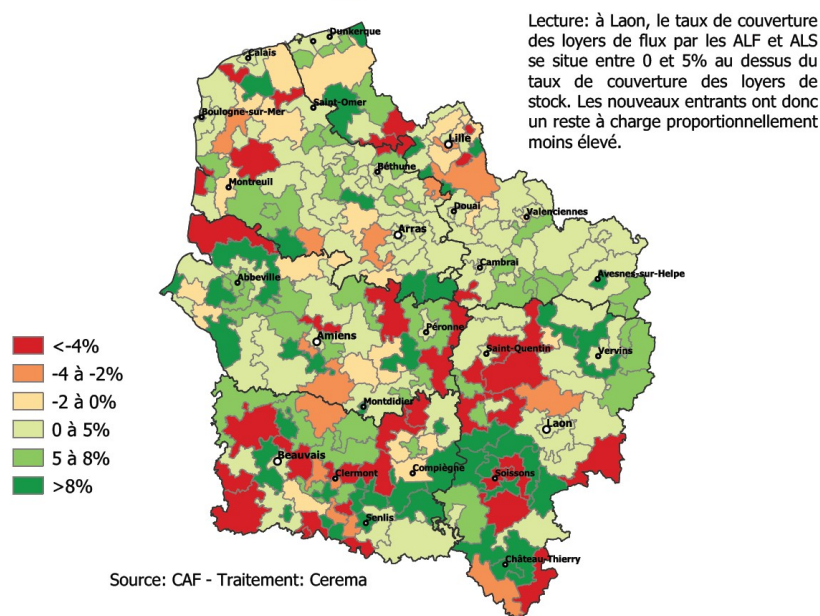 Lecture: à Laon, le taux de couverture
des loyers de flux par les ALF et ALS
se situe entre 0 et 5% au dessus du
taux de couverture des loyers de
stock. Les nouveaux entrants ont donc
un reste à charge proportionnellement
moins élevé.
Dunkerque
Calais
Saint-Omer
Boulogne-sur-Mer
Lille
Béthune
Montreuil
Douai
Valenciennes
Arras
Cambrai
Avesnes-sur-Helpe
Abbeville
Péronne
Amiens
Saint-Quentin
Vervins
Montdidier
Laon
Beauvais
Clermont
Compiègne
Soissons
Senlis
Château-Thierry
<-4%
-4 à -2%
-2 à 0%
0 à 5%
5 à 8%
>8%
Source: CAF - Traitement: Cerema